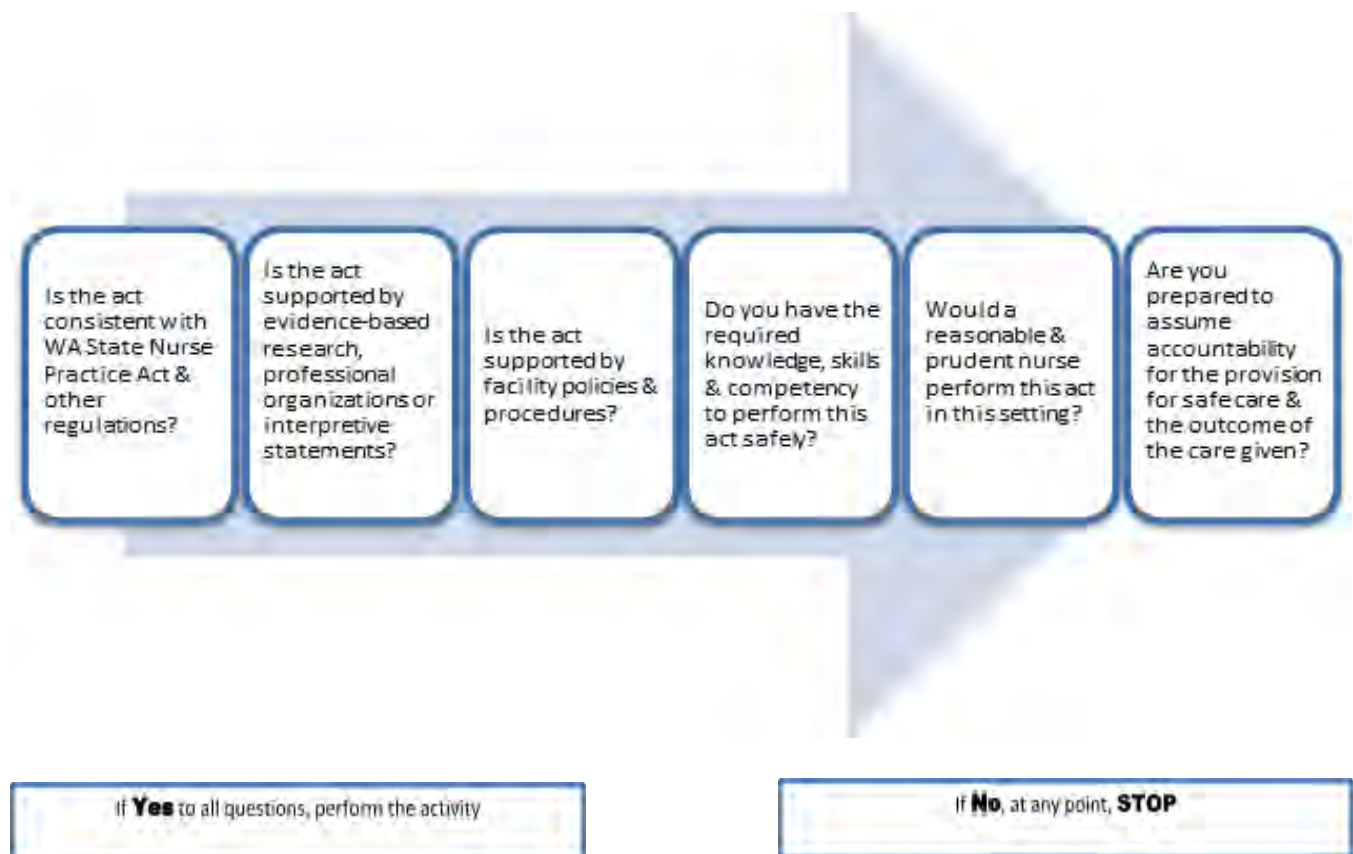 Is the act
consistent with
WA State Nurse
Practice Act &
other
regulations?
Is the act
supported by
evidence-based
research,
professional
organizations or
interpretive
statements?
Is the act
supported by
facility policies &
procedures?
Do you have the
required
knowledge, skills
& competency
to perform this
act safely?
Would a
reasonable &
prudent nurse
perform this act
in this setting?
Are you
prepared to
assume
accountability
for the provision
for safe care &
the outcome of
the care given?
If Yes to all questions, perform the activity
If No, at any point, STOP